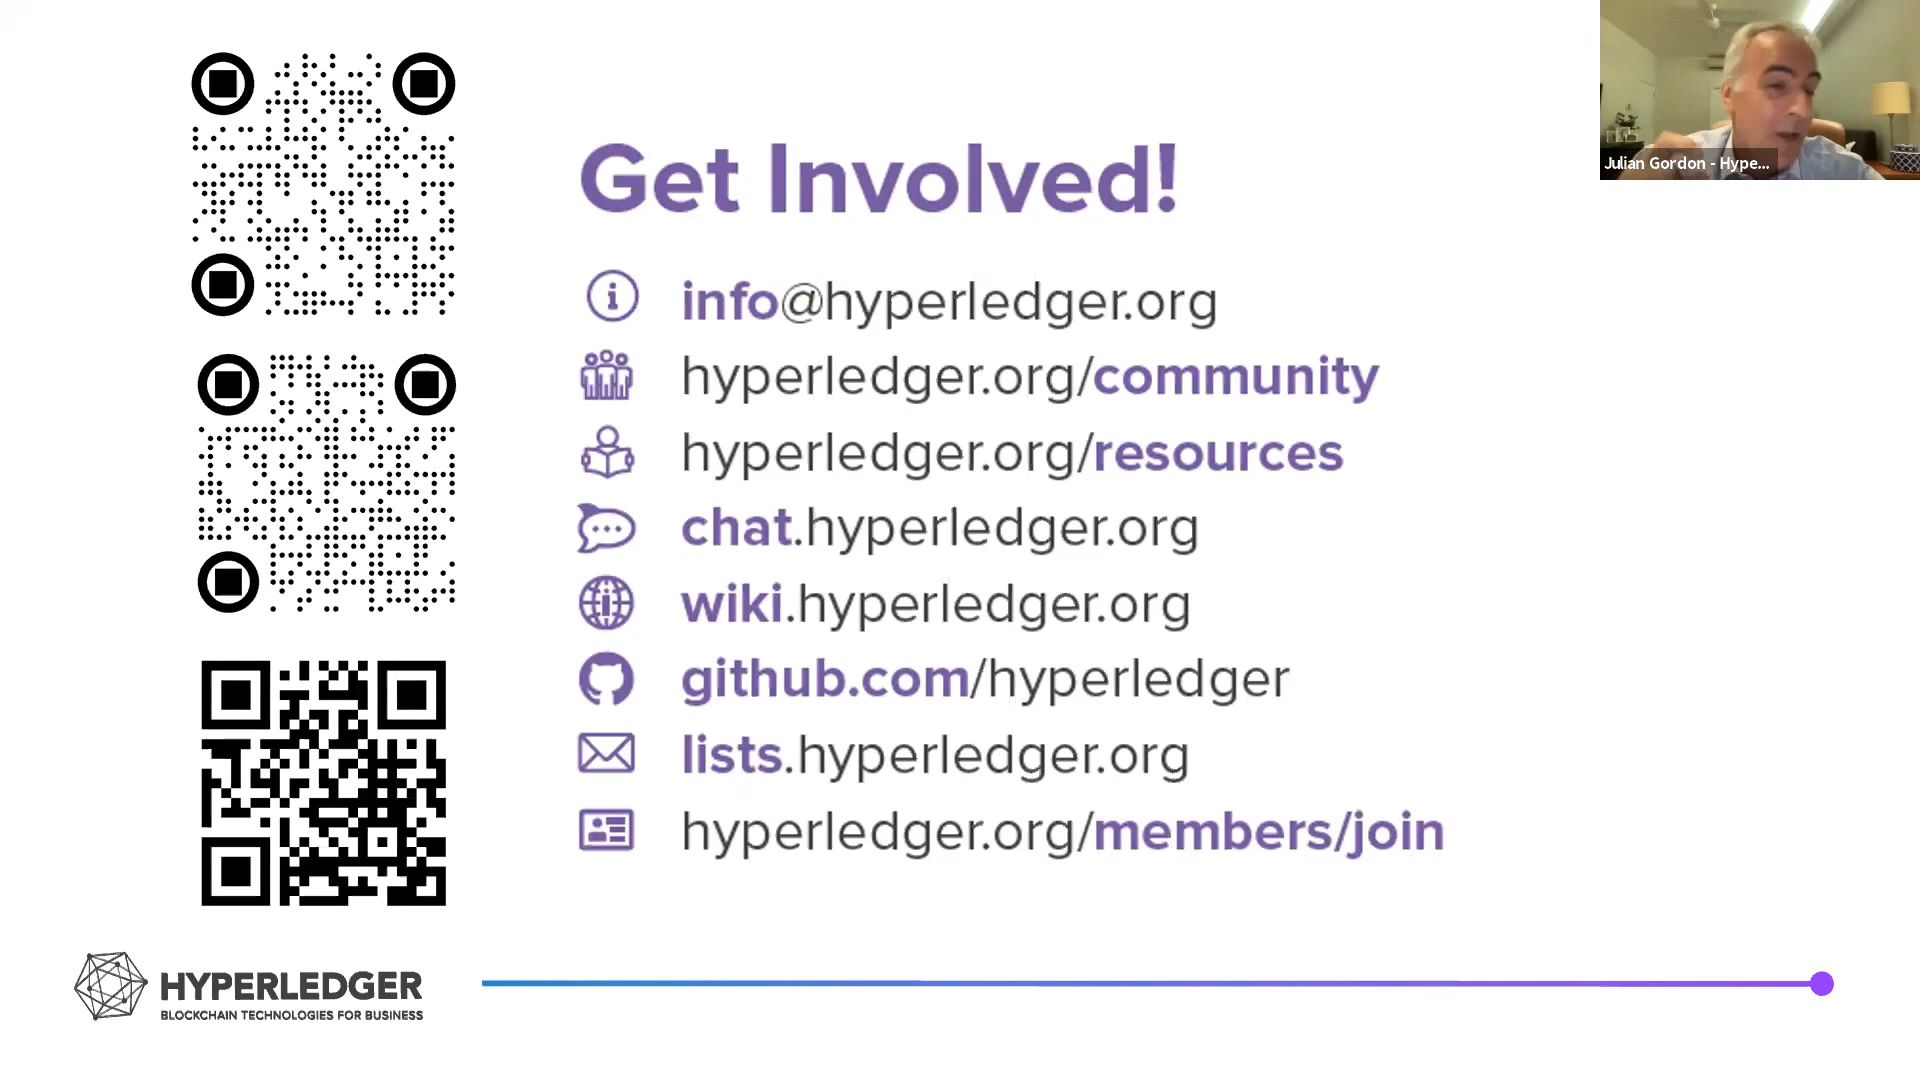 Get Involved!
info@hyperledger.org
hyperledger.org/community
hyperledger.org/resources
chat.hyperledger.org
wiki.hyperledger.org
github.com/hyperledger
lists.hyperledger.org
hyperledger.org/members/join
HYPERLEDGER
BLOCKCHAIN TECHNOLOGIES FOR BUSINESS
Julian Gordon - Hype...